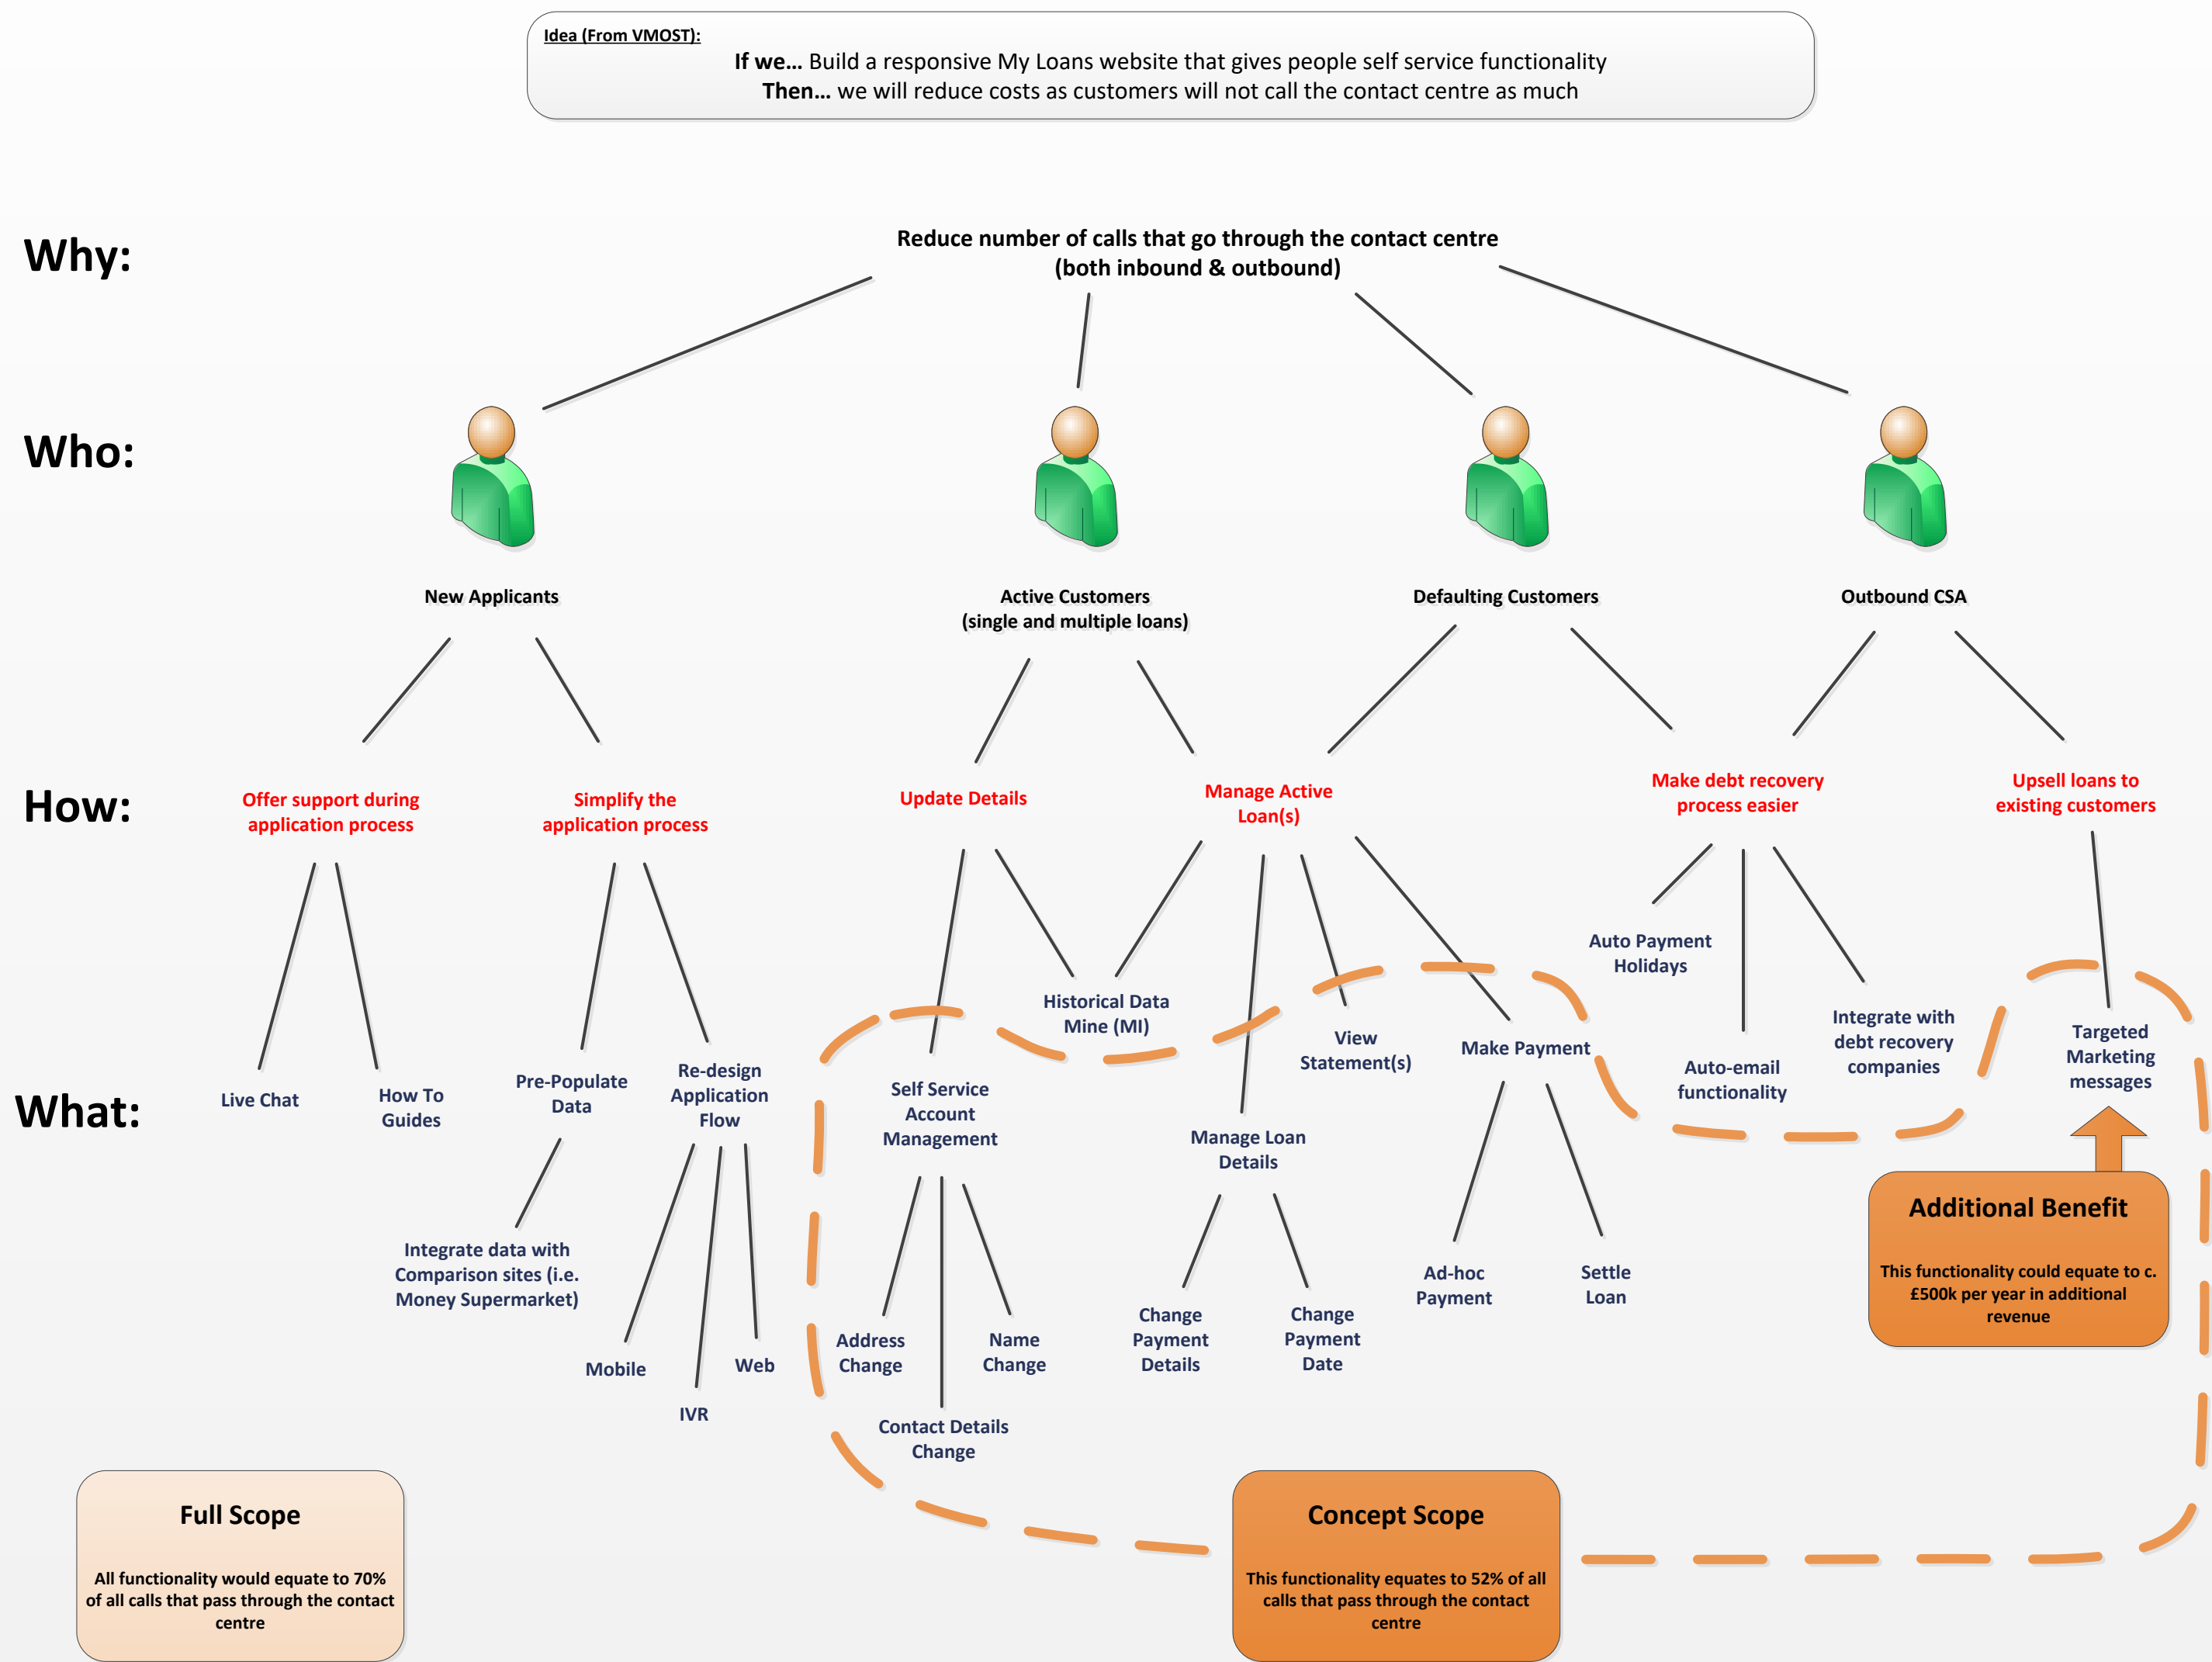 Idea (From VMOST):
If we... Build a responsive My Loans website that gives people self service functionality
Then... we will reduce costs as customers will not call the contact centre as much
Why:
Reduce number of calls that go through the contact centre
(both inbound & outbound)
Who:
New Applicants
Active Customers
(single and multiple loans)
Defaulting Customers
Outbound CSA
How:
Offer support during
application process
Simplify the
application process
Update Details
Manage Active
Loan(s)
Make debt recovery
process easier
Upsell loans to
existing customers
What:
Live Chat
How To
Guides
Pre-Populate
Data
Re-design
Application
Flow
Self Service
Account
Management
Historical Data
Mine (MI)
Manage Loan
Details
View
Statement(s)
Make Payment
Auto Payment
Holidays
Auto-email
functionality
Integrate with
debt recovery
companies
Targeted
Marketing
messages
Integrate data with
Comparison sites (i.e.
Money Supermarket)
Mobile
IVR
Web
Address
Change
Contact Details
Change
Name
Change
Change
Payment
Details
Change
Payment
Date
Ad-hoc
Payment
Settle
Loan
Additional Benefit
This functionality could equate to c.
£500k per year in additional
revenue
Full Scope
All functionality would equate to 70%
of all calls that pass through the contact
centre
Concept Scope
This functionality equates to 52% of all
calls that pass through the contact
centre